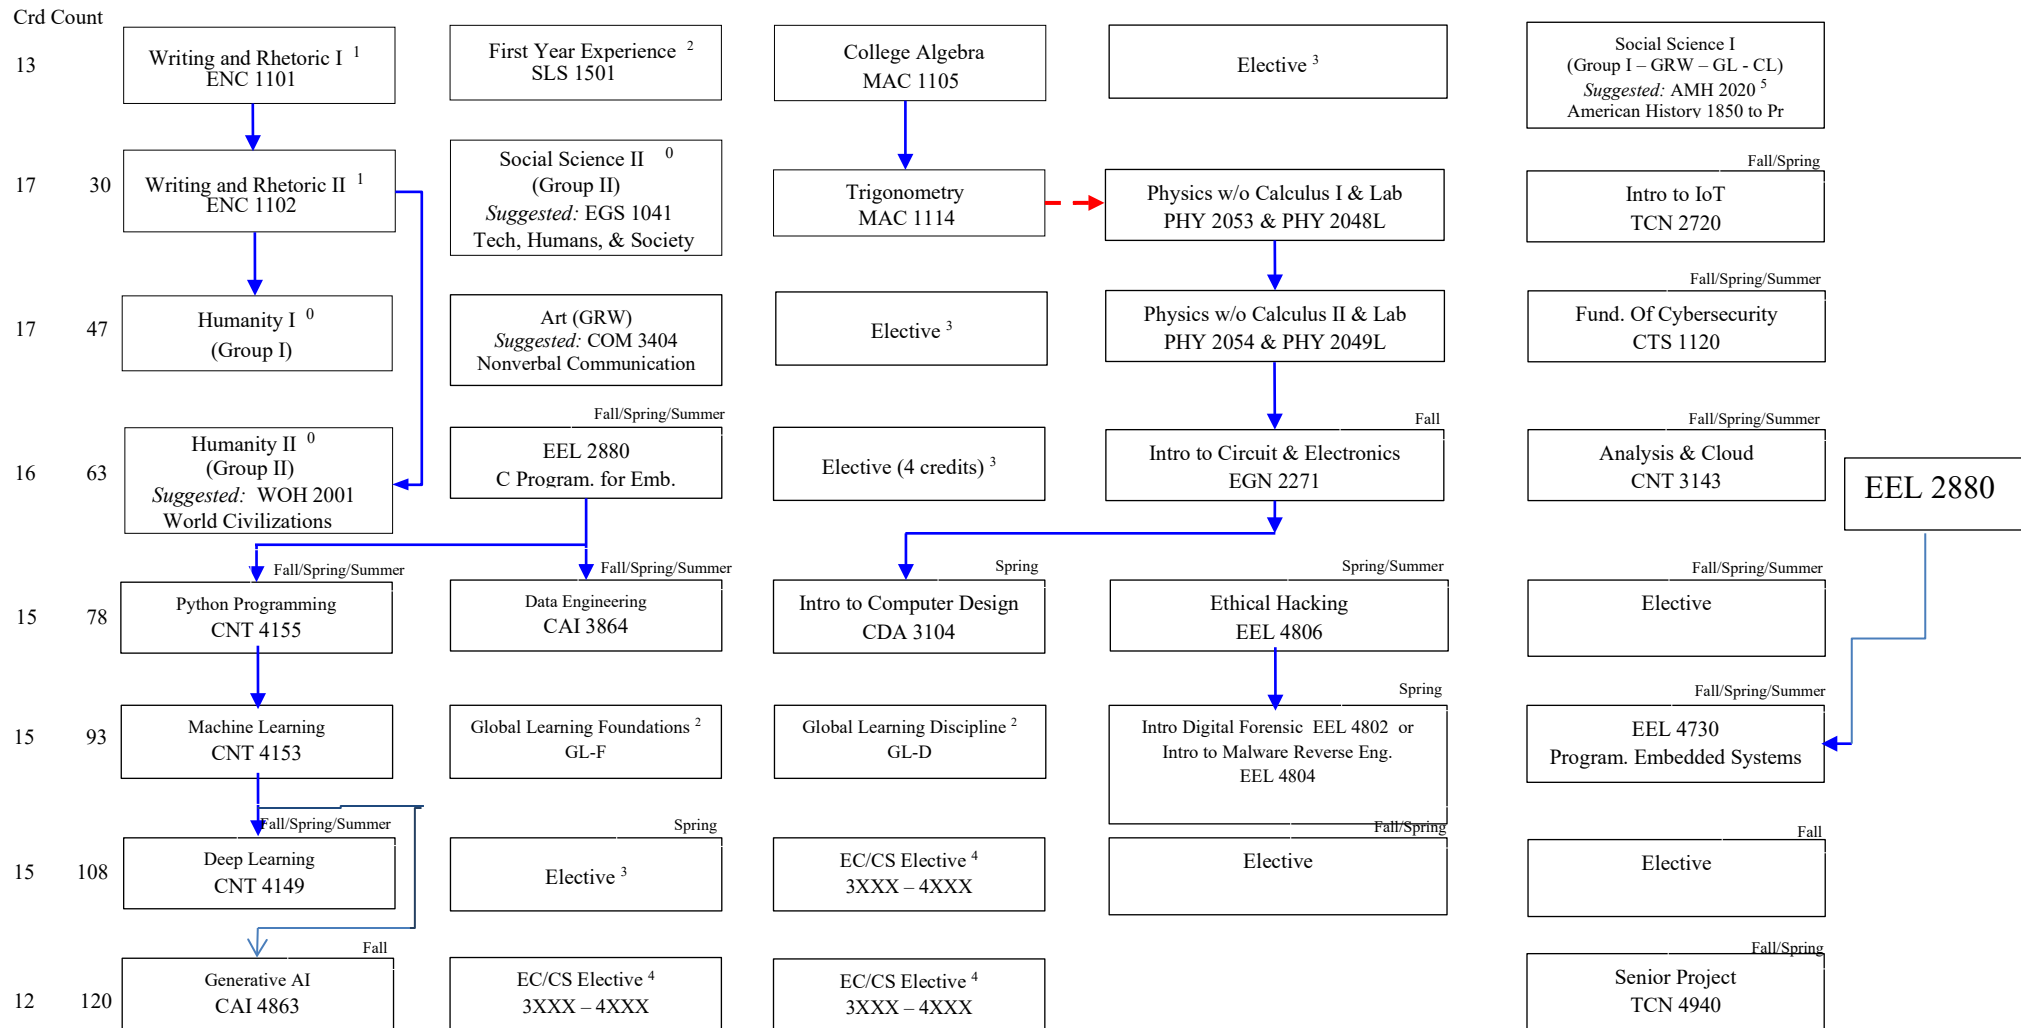 Crd Count
13
Writing and Rhetoric I 1
ENC 1101
First Year Experience 2
SLS 1501
College Algebra
MAC 1105
Elective 3
Social Science I
(Group I – GRW – GL - CL)
Suggested: AMH 2020 5
American History 1850 to Pr
17 30
Writing and Rhetoric II 1
ENC 1102
Social Science II 0
(Group II)
Suggested: EGS 1041
Tech, Humans, & Society
Trigonometry
MAC 1114
Physics w/o Calculus I & Lab
PHY 2053 & PHY 2048L
Fall/Spring
Intro to IoT
TCN 2720
17 47
Humanity I 0
(Group I)
Art (GRW)
Suggested: COM 3404
Nonverbal Communication
Elective 3
Physics w/o Calculus II & Lab
PHY 2054 & PHY 2049L
Fall/Spring/Summer
Fund. Of Cybersecurity
CTS 1120
16 63
Humanity II 0
(Group II)
Suggested: WOH 2001
World Civilizations
Fall/Spring/Summer
EEL 2880
C Program. for Emb.
Elective (4 credits) 3
Fall
Intro to Circuit & Electronics
EGN 2271
Fall/Spring/Summer
Analysis & Cloud
CNT 3143
EEL 2880
15 78
Fall/Spring/Summer
Python Programming
CNT 4155
Fall/Spring/Summer
Data Engineering
CAI 3864
Spring
Intro to Computer Design
CDA 3104
Spring/Summer
Ethical Hacking
EEL 4806
Fall/Spring/Summer
Elective
15 93
Machine Learning
CNT 4153
Global Learning Foundations 2
GL-F
Global Learning Discipline 2
GL-D
Spring
Intro Digital Forensic EEL 4802 or
Intro to Malware Reverse Eng.
EEL 4804
Fall/Spring/Summer
EEL 4730
Program. Embedded Systems
15 108
Fall/Spring/Summer
Deep Learning
CNT 4149
Spring
Elective 3
EC/CS Elective 4
3XXX – 4XXX
Fall/Spring
Elective
Fall
Elective
12 120
Fall
Generative AI
CAI 4863
EC/CS Elective 4
3XXX – 4XXX
EC/CS Elective 4
3XXX – 4XXX
Fall/Spring
Senior Project
TCN 4940